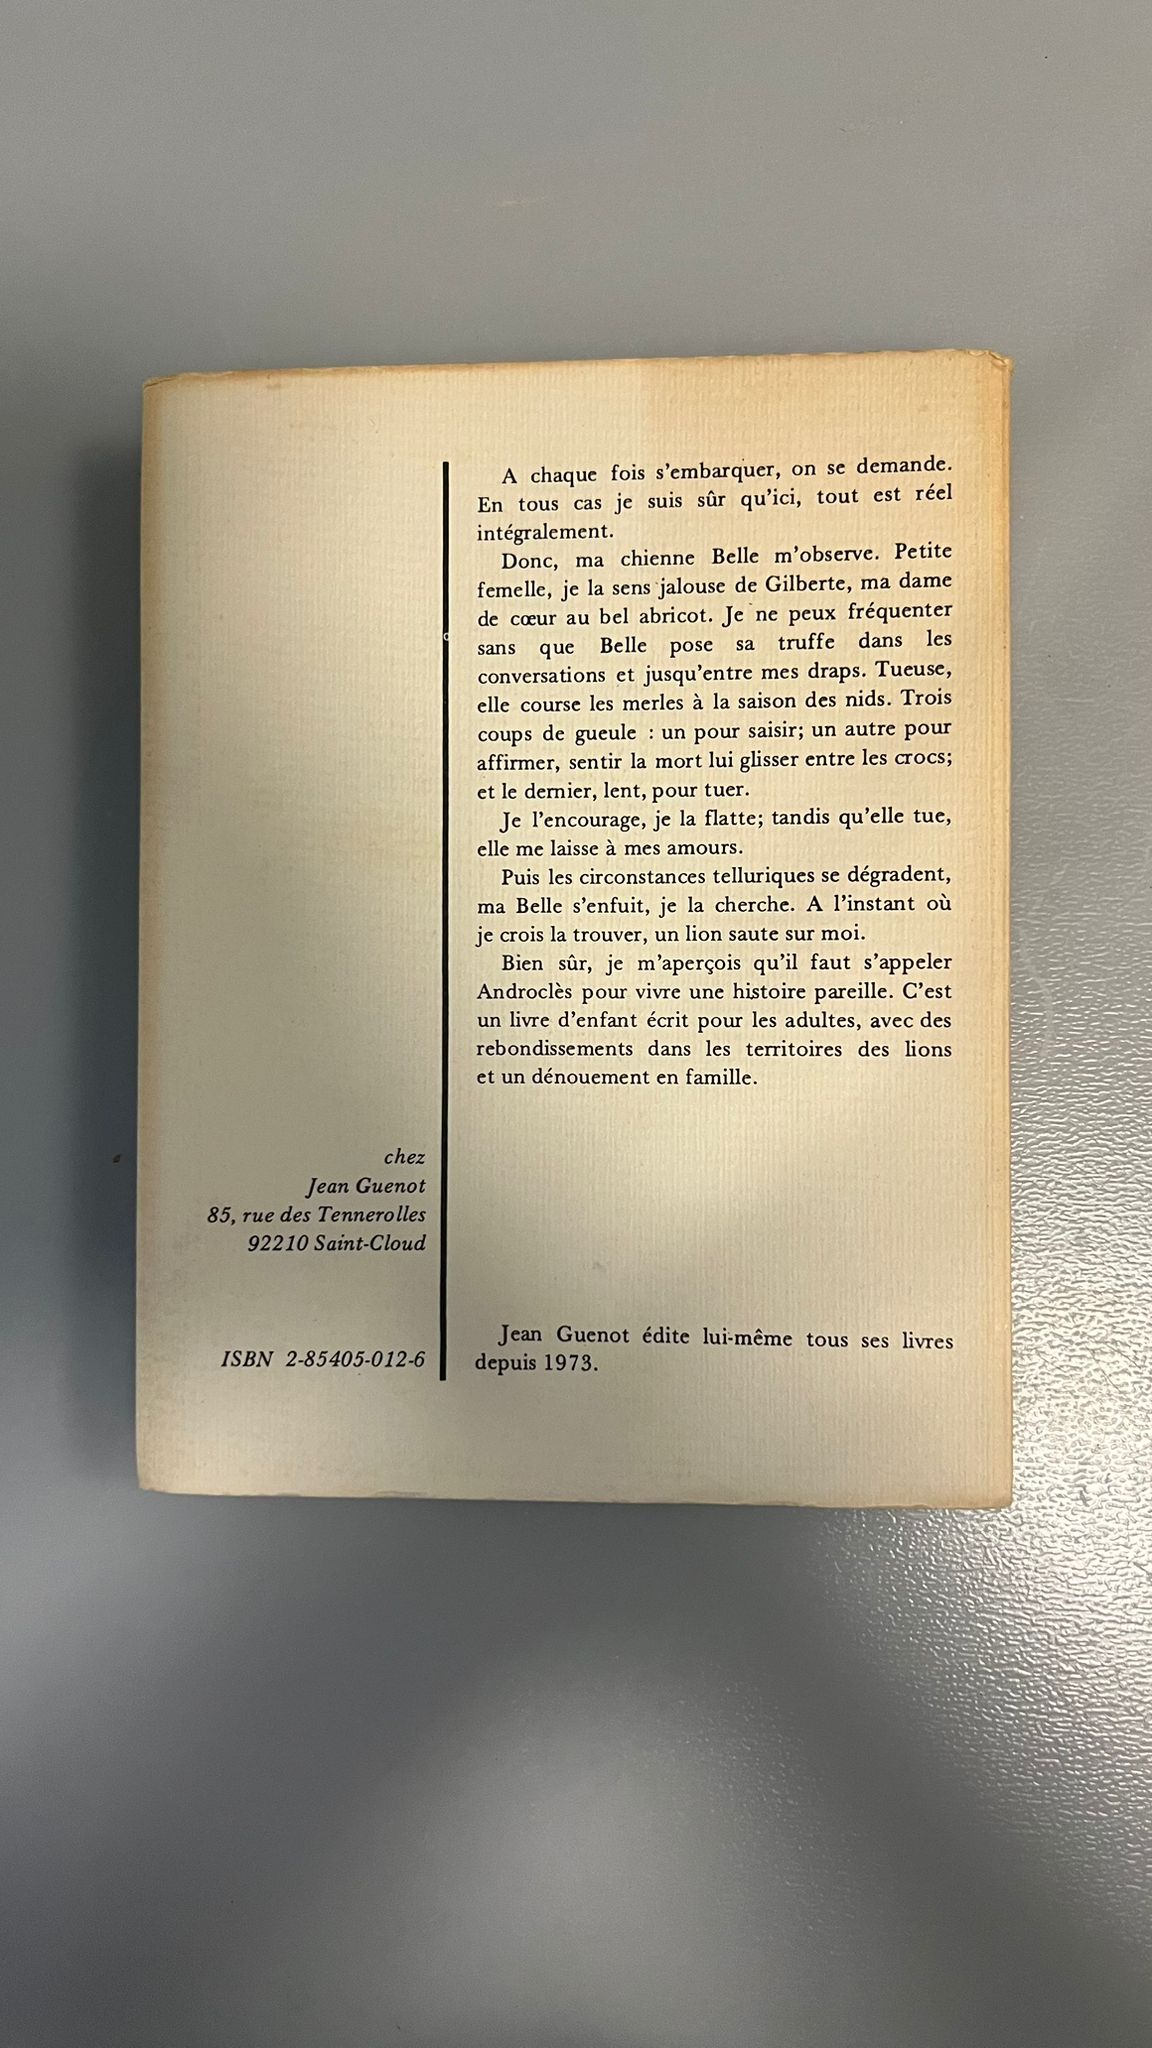 A chaque fois s'embarquer, on se demande.
En tous cas je suis sûr qu'ici, tout est réel
intégralement.
Donc, ma chienne Belle m'observe. Petite
femelle, je la sens jalouse de Gilberte, ma dame
de cœur au bel abricot. Je ne peux fréquenter
sans que Belle pose sa truffe dans les
conversations et jusqu'entre mes draps. Tueuse,
elle course les merles à la saison des nids. Trois
coups de gueule : un pour saisir; un autre pour
affirmer, sentir la mort lui glisser entre les crocs;
et le dernier, lent, pour tuer.
Je l'encourage, je la flatte; tandis qu'elle tue,
elle me laisse à mes amours.
Puis les circonstances telluriques se dégradent,
ma Belle s'enfuit, je la cherche. A l'instant où
je crois la trouver, un lion saute sur moi.
Bien sûr, je m'aperçois qu'il faut s'appeler
Androclès pour vivre une histoire pareille. C'est
un livre d'enfant écrit pour les adultes, avec des
rebondissements dans les territoires des lions
et un dénouement en famille.
chez
Jean Guenot
85, rue des Tennerolles
92210 Saint-Cloud
ISBN 2-85405-012-6
Jean Guenot édite lui-même tous ses livres
depuis 1973.